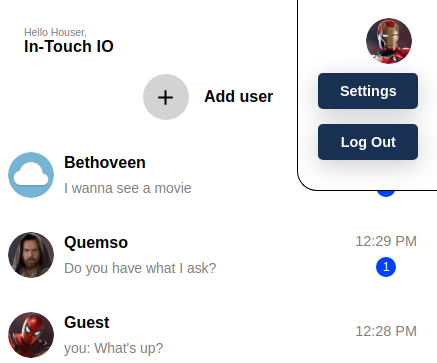 Hello Houser,
In-Touch IO
Settings
Add user
Log Out
Bethoveen
I wanna see a movie
Quemso
12:29 PM
Do you have what I ask?
1
Guest
12:28 PM
you: What's up?